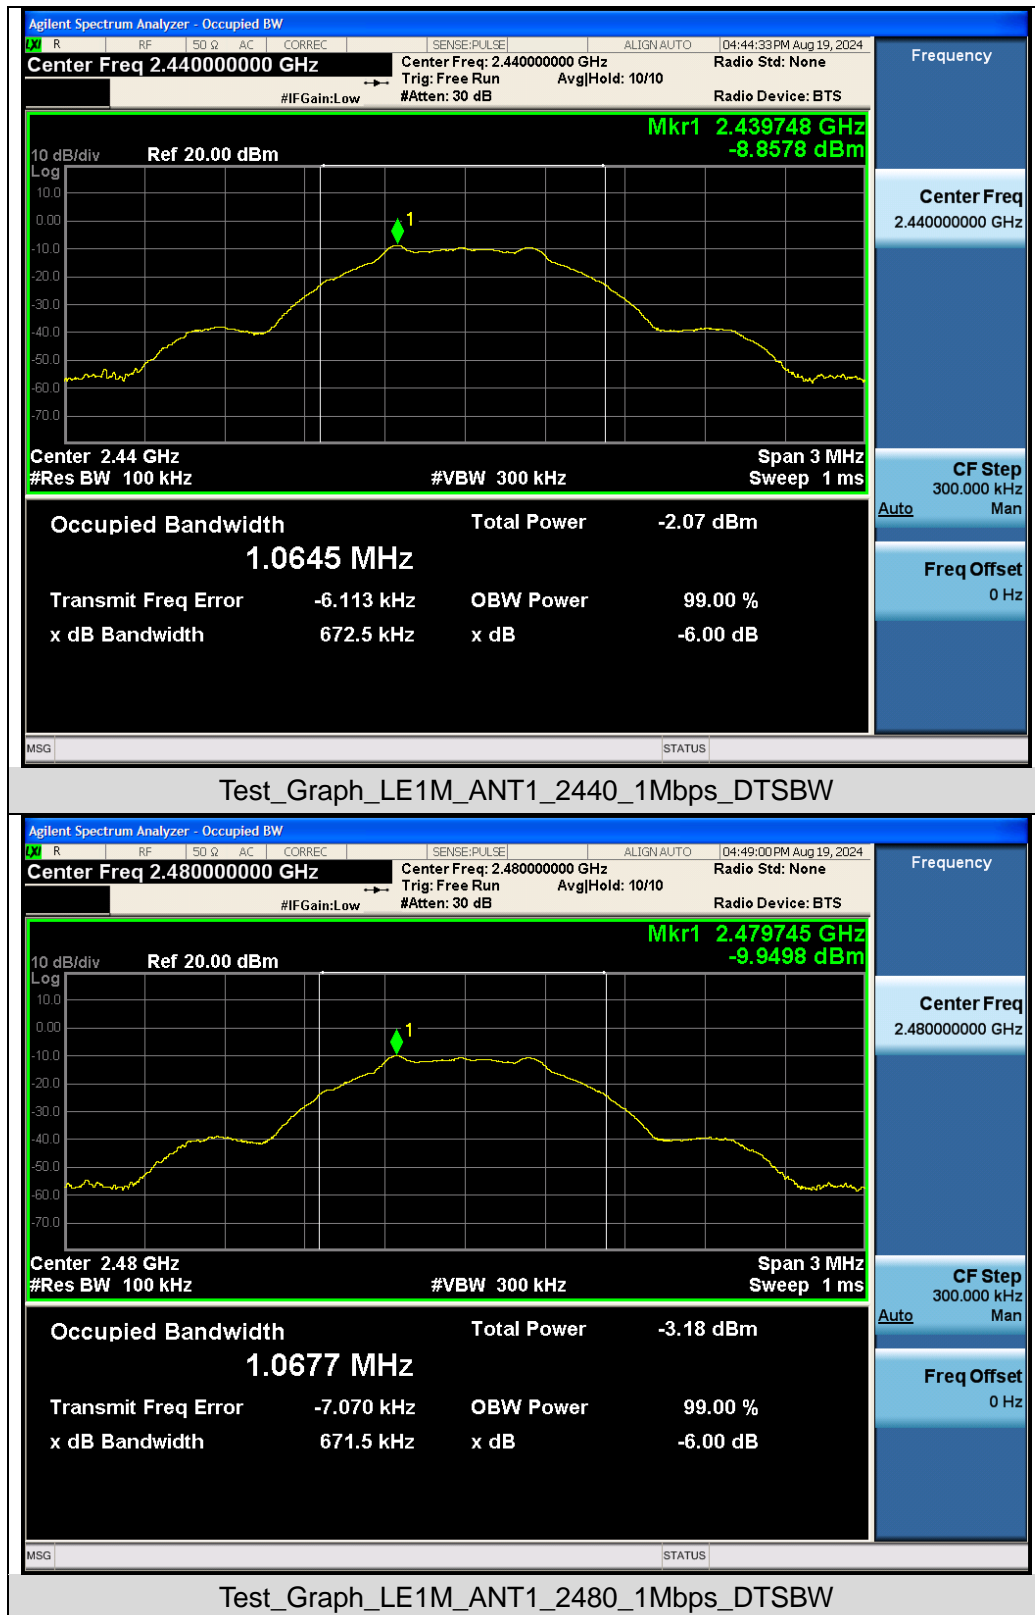 Agilent Spectrum Analyzer - Occupied BW
LXI R RF 50 Ω AC CORREC SENSE:PULSE ALIGN AUTO 04:44:33 PM Aug 19, 2024
Center Freq 2.440000000 GHz Center Freq: 2.440000000 GHz Radio Std: None Frequency
Trig: Free Run Avg|Hold: 10/10
#IFGain:Low #Atten: 30 dB Radio Device: BTS
Mkr1 2.439748 GHz
10 dB/div Ref 20.00 dBm -8.8578 dBm
Log
10.0
0.00
-10.0
-20.0
-30.0
-40.0
-50.0
-60.0
-70.0
1
Center Freq
2.440000000 GHz
Center 2.44 GHz Span 3 MHz
#Res BW 100 kHz #VBW 300 kHz Sweep 1 ms
CF Step
300.000 kHz
Auto Man
Occupied Bandwidth Total Power -2.07 dBm
1.0645 MHz
Transmit Freq Error -6.113 kHz OBW Power 99.00 %
x dB Bandwidth 672.5 kHz x dB -6.00 dB
Freq Offset
0 Hz
MSG STATUS
Test_Graph_LE1M_ANT1_2440_1Mbps_DTSBW
Agilent Spectrum Analyzer - Occupied BW
LXI R RF 50 Ω AC CORREC SENSE:PULSE ALIGN AUTO 04:49:00 PM Aug 19, 2024
Center Freq 2.480000000 GHz Center Freq: 2.480000000 GHz Radio Std: None Frequency
Trig: Free Run Avg|Hold: 10/10
#IFGain:Low #Atten: 30 dB Radio Device: BTS
Mkr1 2.479745 GHz
10 dB/div Ref 20.00 dBm -9.9498 dBm
Log
10.0
0.00
-10.0
-20.0
-30.0
-40.0
-50.0
-60.0
-70.0
1
Center Freq
2.480000000 GHz
Center 2.48 GHz Span 3 MHz
#Res BW 100 kHz #VBW 300 kHz Sweep 1 ms
CF Step
300.000 kHz
Auto Man
Occupied Bandwidth Total Power -3.18 dBm
1.0677 MHz
Transmit Freq Error -7.070 kHz OBW Power 99.00 %
x dB Bandwidth 671.5 kHz x dB -6.00 dB
Freq Offset
0 Hz
MSG STATUS
Test_Graph_LE1M_ANT1_2480_1Mbps_DTSBW